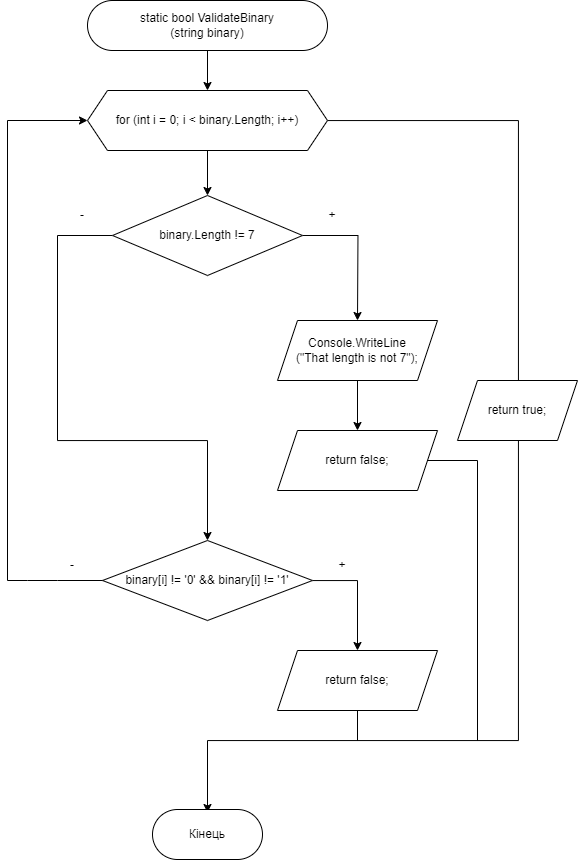 static bool ValidateBinary
(string binary)
for (int i = 0; i < binary.Length; i++)
-
+
binary.Length != 7
Console.WriteLine
("That length is not 7");
return true;
return false;
-
+
binary[i] != '0' && binary[i] != '1'
return false;
Кінець